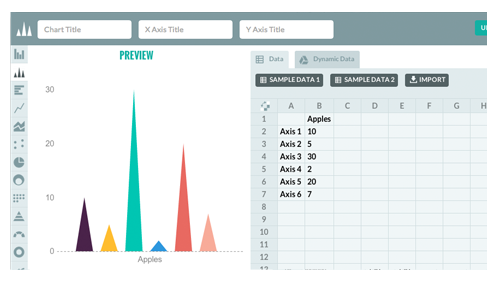 Chart Title X Axis Title Y Axis Title
PREVIEW
Data Dynamic Data
SAMPLE DATA 1 SAMPLE DATA 2 IMPORT
A B C D E F G H
1 Apples
2 Axis 1 10
3 Axis 2 5
4 Axis 3 30
5 Axis 4 2
6 Axis 5 20
7 Axis 6 7
8
9
10
11
12
30
20
10
0
Apples